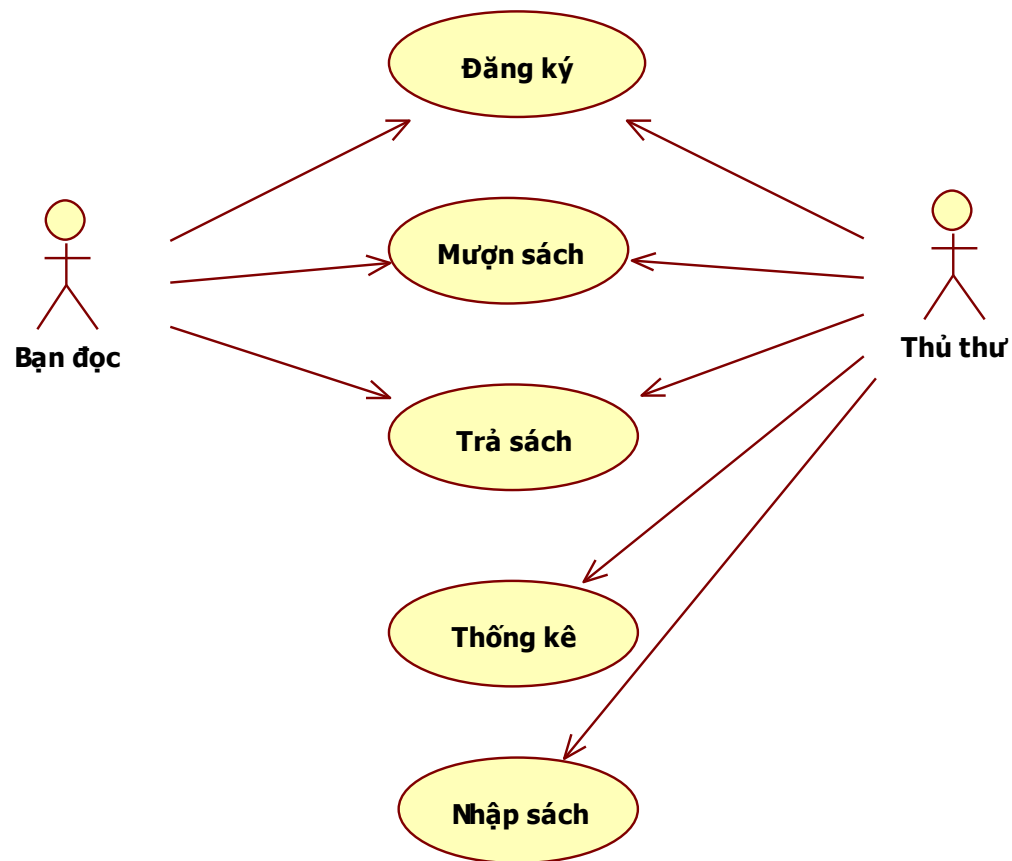 Đăng ký
Mượn sách
Bạn đọc
Thủ thư
Trả sách
Thống kê
Nhập sách